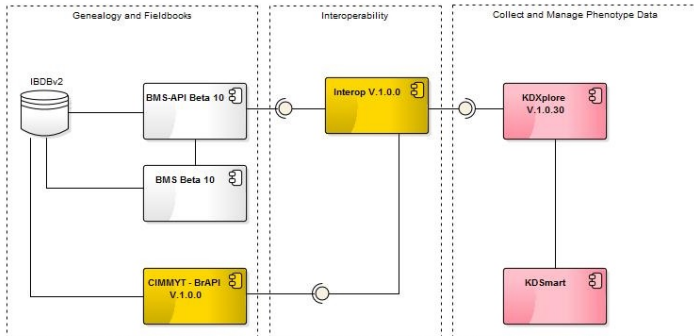 Genealogy and Fieldbooks
Interoperability
Collect and Manage Phenotype Data
IBDBv2
BMS-API Beta 10
Interop V.1.0.0
KDXplore
V.1.0.30
BMS Beta 10
CIMMYT - BrAPI
V.1.0.0
KDSmart